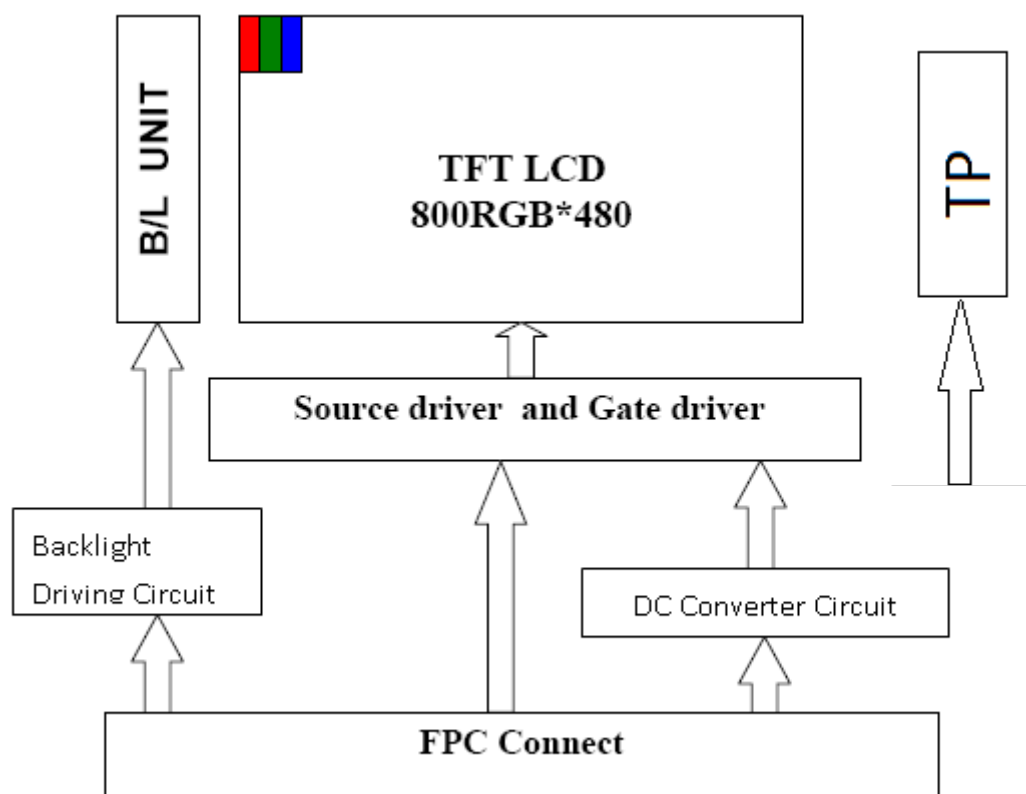 B/L UNIT
TFT LCD
800RGB*480
TP
Source driver and Gate driver
Backlight
Driving Circuit
DC Converter Circuit
FPC Connect